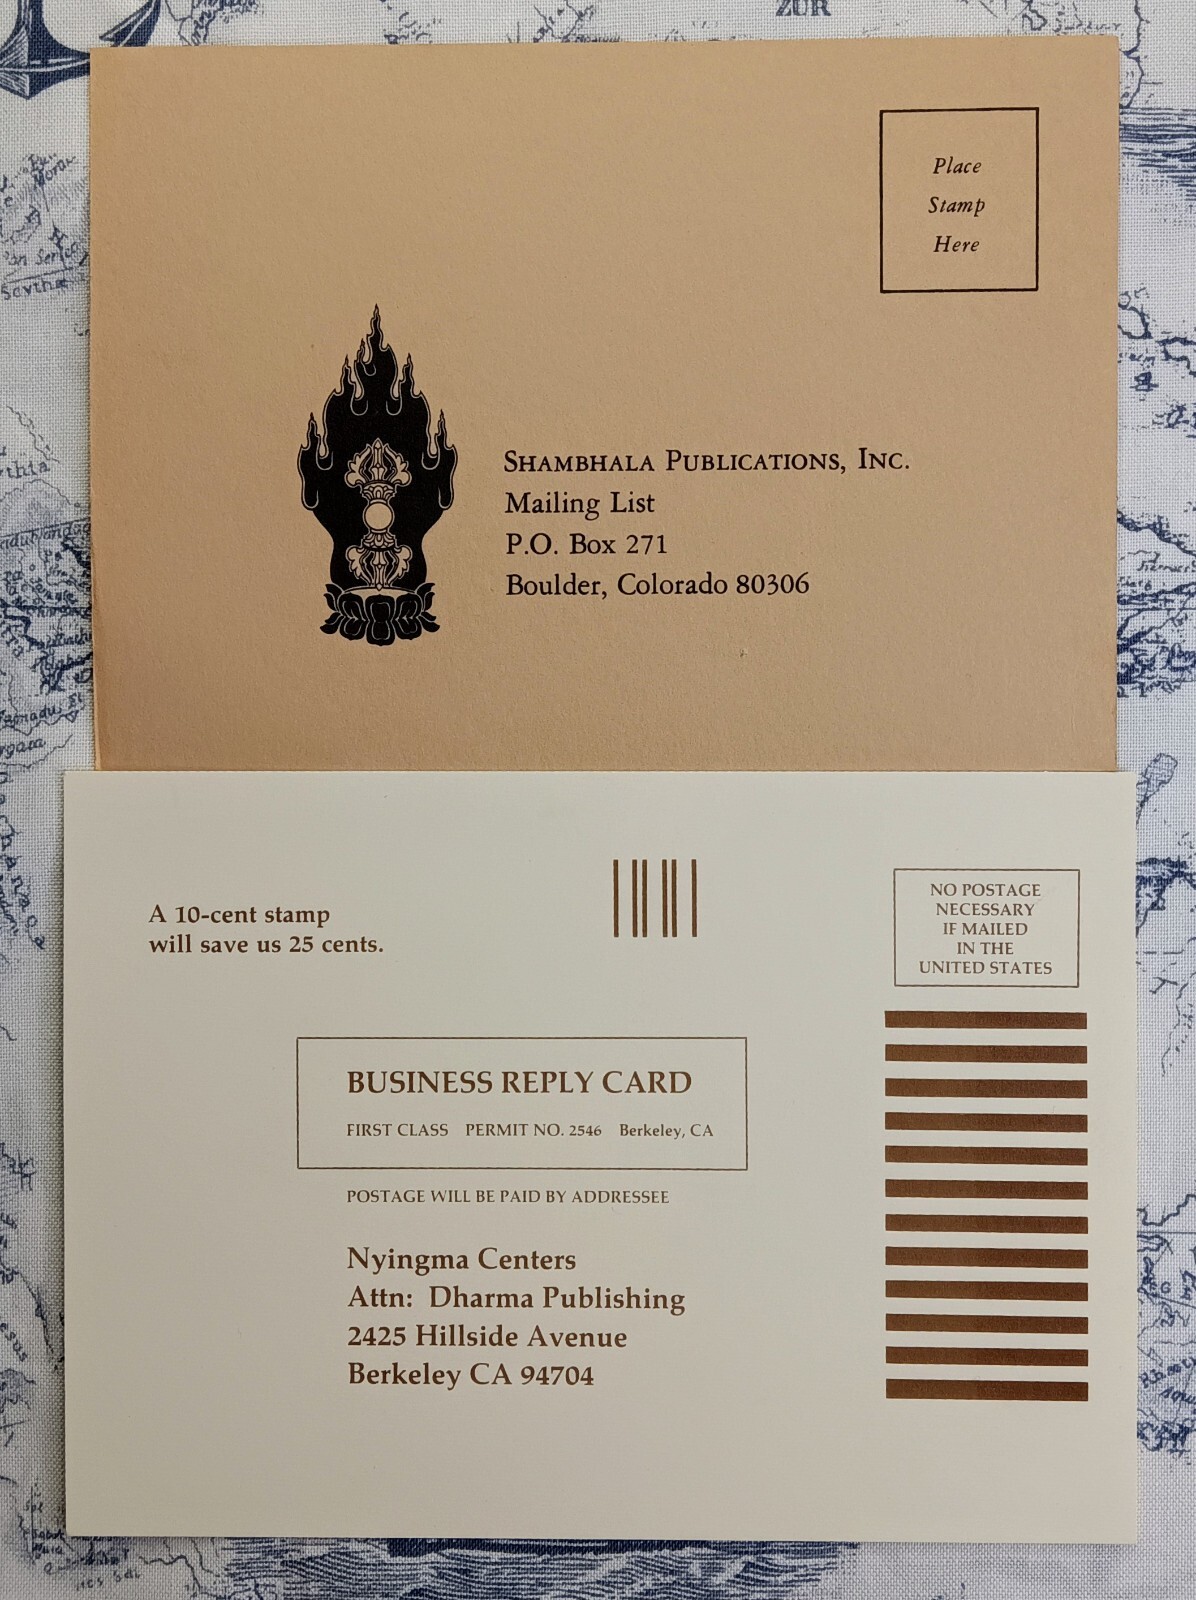 ZUR
Place
Stamp
Here
SHAMBHALA PUBLICATIONS, INC.
Mailing List
P.O. Box 271
Boulder, Colorado 80306
A 10-cent stamp
will save us 25 cents.
NO POSTAGE
NECESSARY
IF MAILED
IN THE
UNITED STATES
BUSINESS REPLY CARD
FIRST CLASS PERMIT NO. 2546 Berkeley, CA
POSTAGE WILL BE PAID BY ADDRESSEE
Nyingma Centers
Attn: Dharma Publishing
2425 Hillside Avenue
Berkeley CA 94704